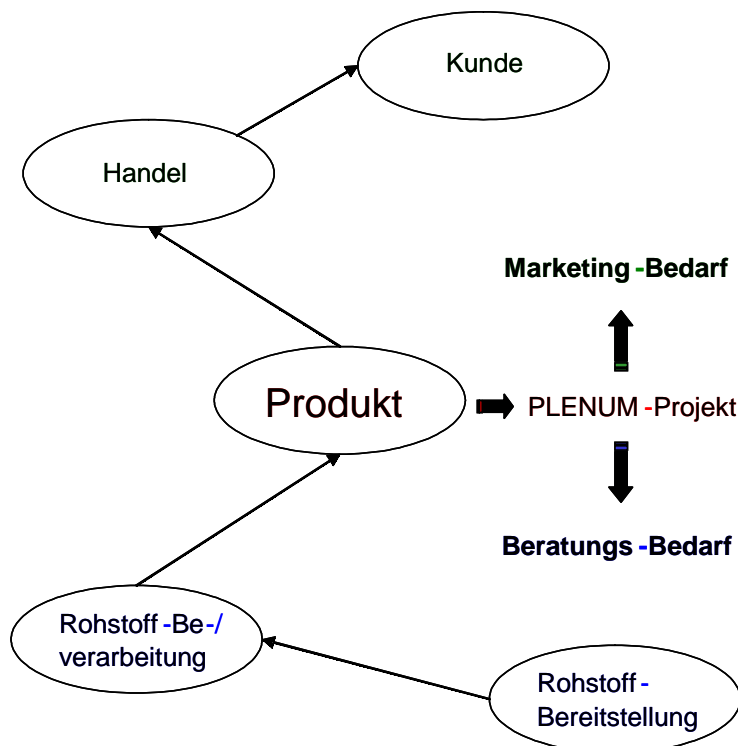 Kunde
Handel
Marketing -Bedarf
Produkt
PLENUM -Projekt
Beratungs -Bedarf
Rohstoff -Be -/
verarbeitung
Rohstoff -
Bereitstellung